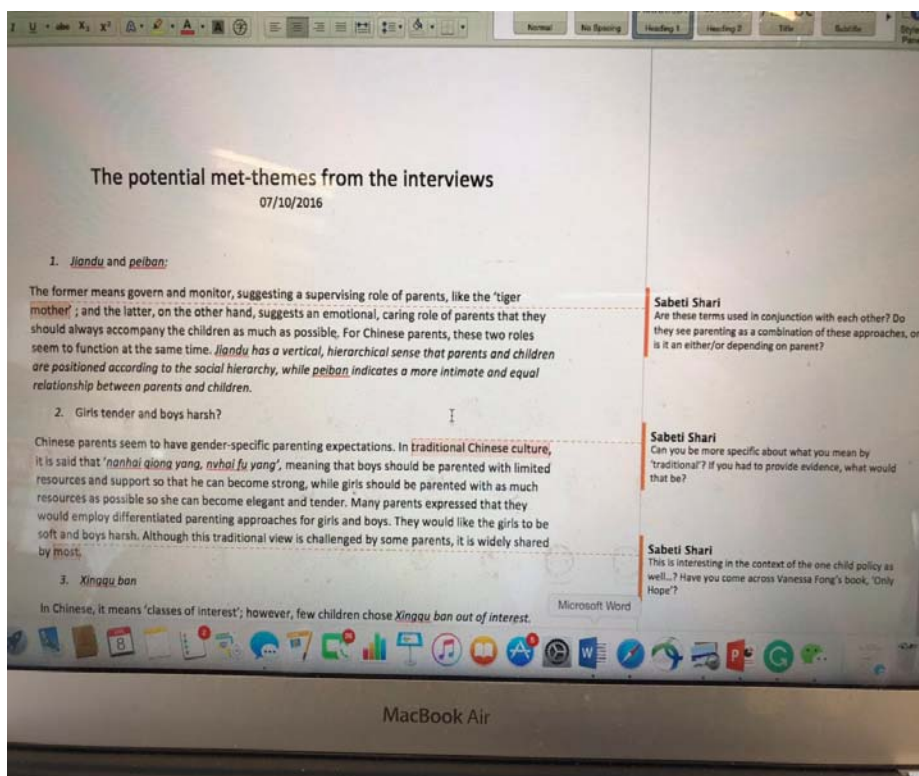 Normal
No Spacing
Heading 1
Heading 2
Title
Subtitle
The potential met-themes from the interviews
07/10/2016
1. Jiandu and peiban:
The former means govern and monitor, suggesting a supervising role of parents, like the 'tiger
mother' ; and the latter, on the other hand, suggests an emotional, caring role of parents that they
should always accompany the children as much as possible. For Chinese parents, these two roles
seem to function at the same time. Jiandu has a vertical, hierarchical sense that parents and children
are positioned according to the social hierarchy, while peiban indicates a more intimate and equal
relationship between parents and children.
2. Girls tender and boys harsh?
Chinese parents seem to have gender-specific parenting expectations. In traditional Chinese culture,
it is said that 'nanhai qiong yang, nvhai fu yang', meaning that boys should be parented with limited
resources and support so that he can become strong, while girls should be parented with as much
resources as possible so she can become elegant and tender. Many parents expressed that they
would employ differentiated parenting approaches for girls and boys. They would like the girls to be
soft and boys harsh. Although this traditional view is challenged by some parents, it is widely shared
by most.
3. Xingqu ban
In Chinese, it means 'classes of interest'; however, few children chose Xingqu ban out of interest.
Sabeti Shari
Are these terms used in conjunction with each other? Do
they see parenting as a combination of these approaches, or
is it an either/or depending on parent?
Sabeti Shari
Can you be more specific about what you mean by
'traditional'? If you had to provide evidence, what would
that be?
Sabeti Shari
This is interesting in the context of the one child policy as
well...? Have you come across Vanessa Fong's book, 'Only
Hope'?
Microsoft Word
8
MacBook Air